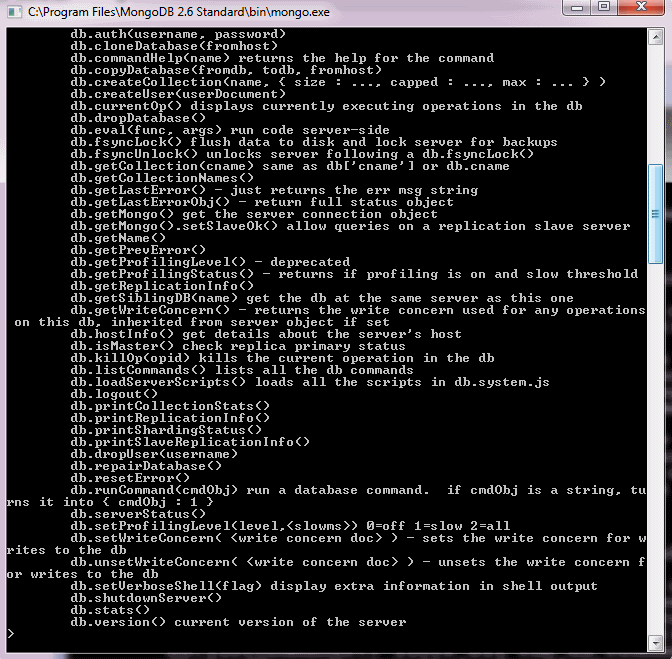 C:\Program Files\MongoDB 2.6 Standard\bin\mongo.exe
db.auth(username, password)
db.cloneDatabase(fromhost)
db.commandHelp(name) returns the help for the command
db.copyDatabase(fromdb, todb, fromhost)
db.createCollection(name, { size : ..., capped : ..., max : ... } )
db.createUser(userDocument)
db.currentOp() displays currently executing operations in the db
db.dropDatabase()
db.eval(func, args) run code server-side
db.fsyncLock() flush data to disk and lock server for backups
db.fsyncUnlock() unlocks server following a db.fsyncLock()
db.getCollection(cname) same as db['cname'] or db.cname
db.getCollectionNames()
db.getLastError() - just returns the err msg string
db.getLastErrorObj() - return full status object
db.getMongo() get the server connection object
db.getMongo().setSlaveOk() allow queries on a replication slave server
db.getName()
db.getPrevError()
db.getProfilingLevel() - deprecated
db.getProfilingStatus() - returns if profiling is on and slow threshold
db.getReplicationInfo()
db.getSiblingDB(name) get the db at the same server as this one
db.getWriteConcern() - returns the write concern used for any operations
on this db, inherited from server object if set
db.hostInfo() get details about the server's host
db.isMaster() check replica primary status
db.killOp(opid) kills the current operation in the db
db.listCommands() lists all the db commands
db.loadServerScripts() loads all the scripts in db.system.js
db.logout()
db.printCollectionStats()
db.printReplicationInfo()
db.printShardingStatus()
db.printSlaveReplicationInfo()
db.dropUser(username)
db.repairDatabase()
db.resetError()
db.runCommand(cmdObj) run a database command.  if cmdObj is a string, tu
rns it into { cmdObj : 1 }
db.serverStatus()
db.setProfilingLevel(level,<slowms>) 0=off 1=slow 2=all
db.setWriteConcern( <write concern doc> ) - sets the write concern for w
rites to the db
db.unsetWriteConcern( <write concern doc> ) - unsets the write concern f
or writes to the db
db.setVerboseShell(flag) display extra information in shell output
db.shutdownServer()
db.stats()
db.version() current version of the server
>